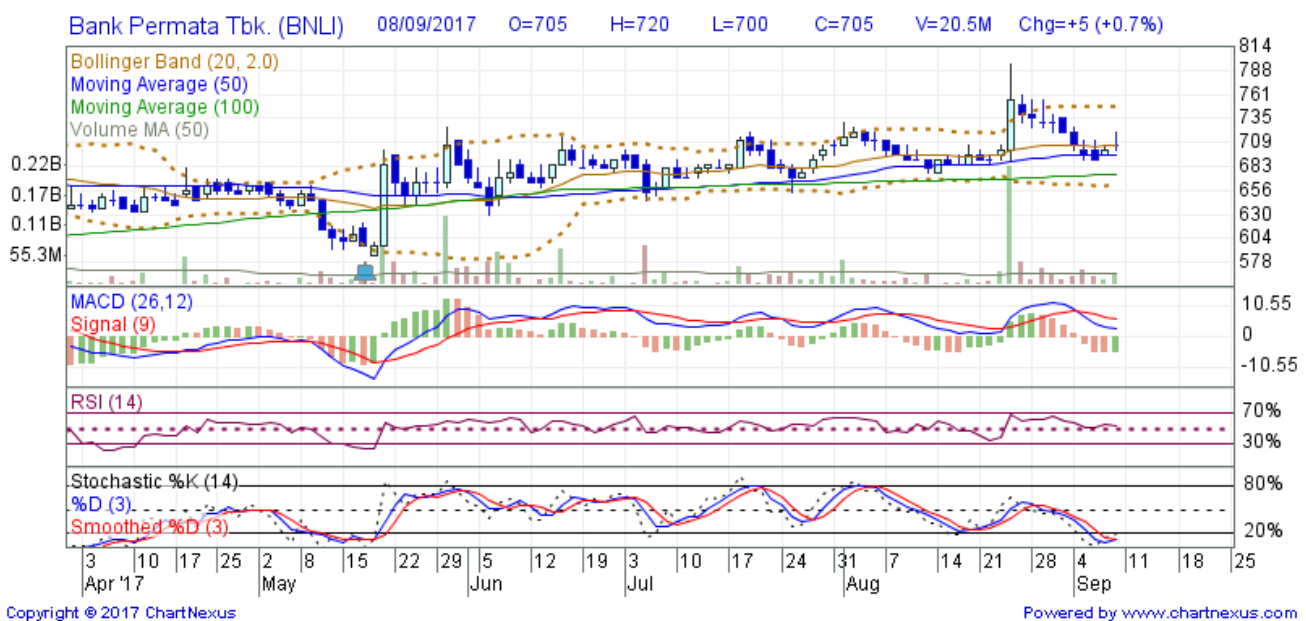 Bank Permata Tbk. (BNLI) 08/09/2017 O=705 H=720 L=700 C=705 V=20.5M Chg=+5 (+0.7%)
Bollinger Band (20, 2.0)
Moving Average (50)
Moving Average (100)
Volume MA (50)
0.22B
0.17B
0.11B
55.3M
814
788
761
735
709
683
656
630
604
578
MACD (26,12)
Signal (9)
10.55
0
-10.55
RSI (14)
70%
30%
Stochastic %K (14)
%D (3)
Smoothed %D (3)
80%
20%
3 10 17 25 2 8 15 22 29 5 12 19 3 10 17 24 31 7 14 21 28 4 11 18 25
Apr '17 May Jun Jul Aug Sep
Copyright © 2017 ChartNexus Powered by www.chartnexus.com